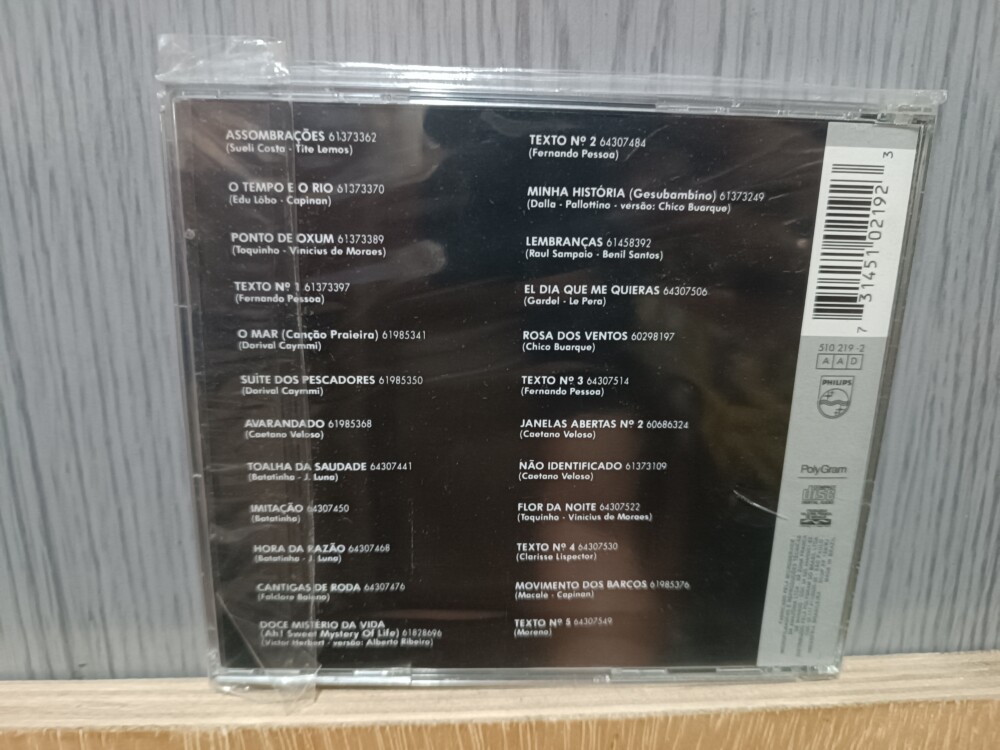 ASSOMBRAÇÕES 61373362
(Sueli Costa - Tite Lemos)
O TEMPO E O RIO 61373370
(Edu Lôbo - Capinan)
PONTO DE OXUM 61373389
(Toquinho - Vinicius de Moraes)
TEXTO Nº 1 61373397
(Fernando Pessoa)
O MAR (Canção Praieira) 61985341
(Dorival Caymmi)
SUÌTE DOS PESCADORES 61985350
(Dorival Caymmi)
AVARANDADO 61985368
(Caetano Veloso)
TOALHA DA SAUDADE 64307441
(Batatinha - J. Luna)
IMITAÇÃO 64307450
(Batatinha)
HORA DA RAZÃO 64307468
(Batatinha - J. Luna)
CANTIGAS DE RODA 64307476
(Folclore Baiano)
DOCE MISTÉRIO DA VIDA
(Ah! Sweet Mystery Of Life) 61828696
(Victor Herbert - versão: Alberto Ribeiro)
TEXTO Nº 2 64307484
(Fernando Pessoa)
MINHA HISTÓRIA (Gesubambino) 61373249
(Dalla - Pallottino - versão: Chico Buarque)
LEMBRANÇAS 61458392
(Raul Sampaio - Benil Santos)
EL DIA QUE ME QUIERAS 64307506
(Gardel - Le Pera)
ROSA DOS VENTOS 60298197
(Chico Buarque)
TEXTO Nº 3 64307514
(Fernando Pessoa)
JANELAS ABERTAS Nº 2 60686324
(Caetano Veloso)
NÃO IDENTIFICADO 61373109
(Caetano Veloso)
FLOR DA NOITE 64307522
(Toquinho - Vinicius de Moraes)
TEXTO Nº 4 64307530
(Clarisse Lispector)
MOVIMENTO DOS BARCOS 61985376
(Macale - Capinan)
TEXTO Nº 5 64307549
(Morena)
7 31451 02192 3
510 219-2
AAD
PHILIPS
PolyGram
disc
DIGITAL AUDIO